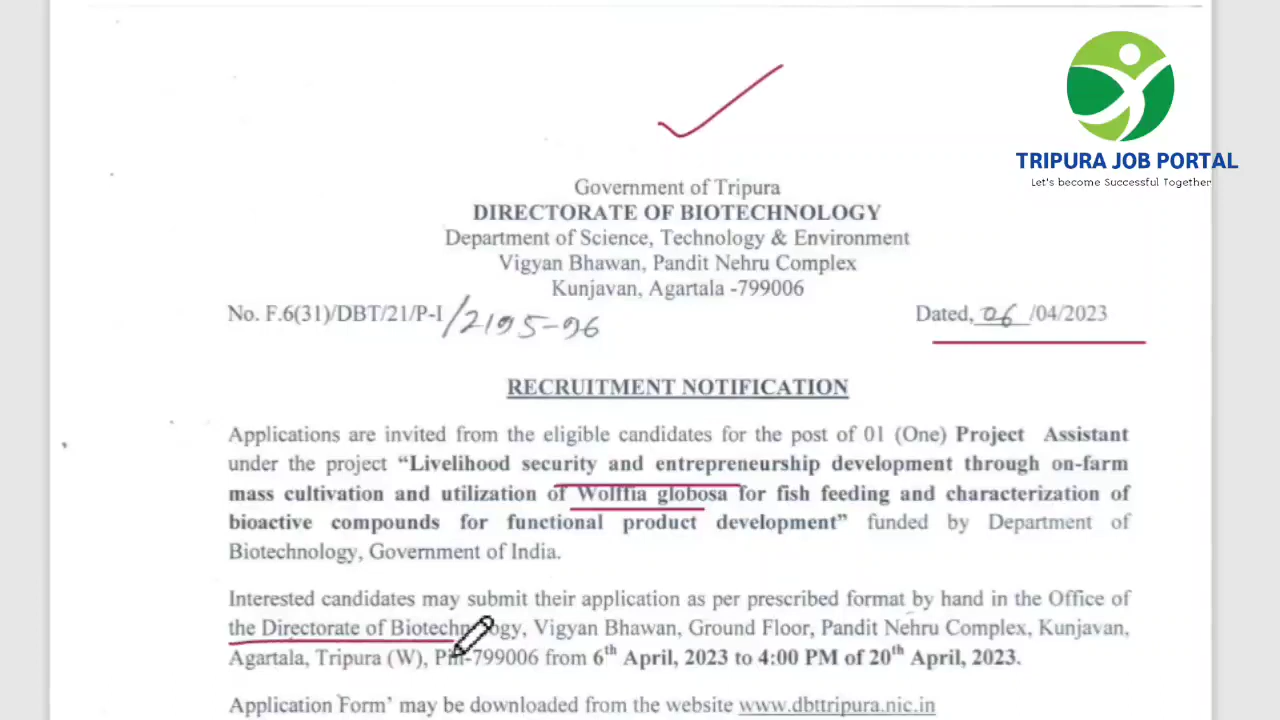 TRIPURA JOB PORTAL
Let's become Successful Together
Government of Tripura
DIRECTORATE OF BIOTECHNOLOGY
Department of Science, Technology & Environment
Vigyan Bhawan, Pandit Nehru Complex
Kunjavan, Agartala -799006
No. F.6(31)/DBT/21/P-I/2195-96
Dated, 06 /04/2023
RECRUITMENT NOTIFICATION
Applications are invited from the eligible candidates for the post of 01 (One) Project Assistant
under the project “Livelihood security and entrepreneurship development through on-farm
mass cultivation and utilization of Wolffia globosa for fish feeding and characterization of
bioactive compounds for functional product development” funded by Department of
Biotechnology, Government of India.
Interested candidates may submit their application as per prescribed format by hand in the Office of
the Directorate of Biotechnology, Vigyan Bhawan, Ground Floor, Pandit Nehru Complex, Kunjavan,
Agartala, Tripura (W), Pin-799006 from 6th April, 2023 to 4:00 PM of 20th April, 2023.
Application Form’ may be downloaded from the website www.dbttripura.nic.in